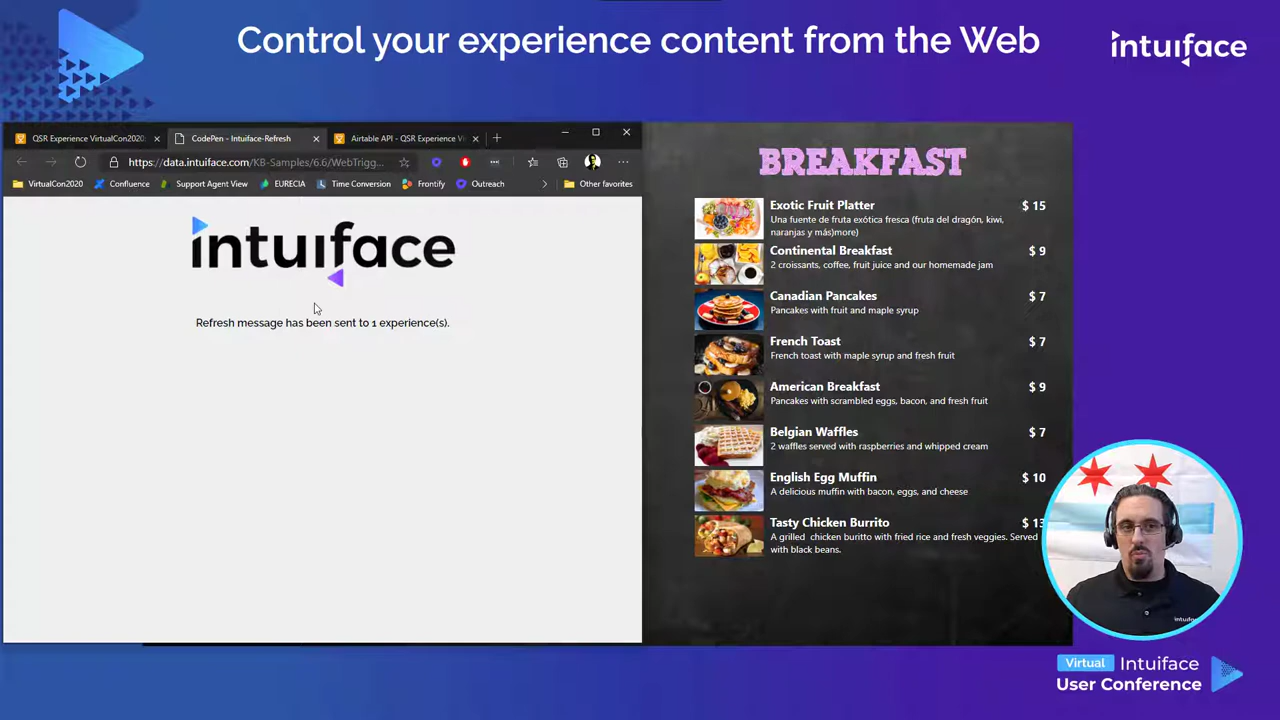 Control your experience content from the Web
intuiface
QSR Experience VirtualCon2020:
CodePen - Intuiface-Refresh
Airtable API - QSR Experience Vi
https://data.intuiface.com/KB-Samples/6.6/WebTrigg...
VirtualCon2020
Confluence
Support Agent View
EURECIA
Time Conversion
Frontify
Outreach
Other favorites
intuiface
Refresh message has been sent to 1 experience(s).
BREAKFAST
Exotic Fruit Platter $ 15
Una fuente de fruta exótica fresca (fruta del dragón, kiwi,
naranjas y más)more)
Continental Breakfast $ 9
2 croissants, coffee, fruit juice and our homemade jam
Canadian Pancakes $ 7
Pancakes with fruit and maple syrup
French Toast $ 7
French toast with maple syrup and fresh fruit
American Breakfast $ 9
Pancakes with scrambled eggs, bacon, and fresh fruit
Belgian Waffles $ 7
2 waffles served with raspberries and whipped cream
English Egg Muffin $ 10
A delicious muffin with bacon, eggs, and cheese
Tasty Chicken Burrito $ 13
A grilled chicken burrito with fried rice and fresh veggies. Served
with black beans.
Virtual Intuiface
User Conference